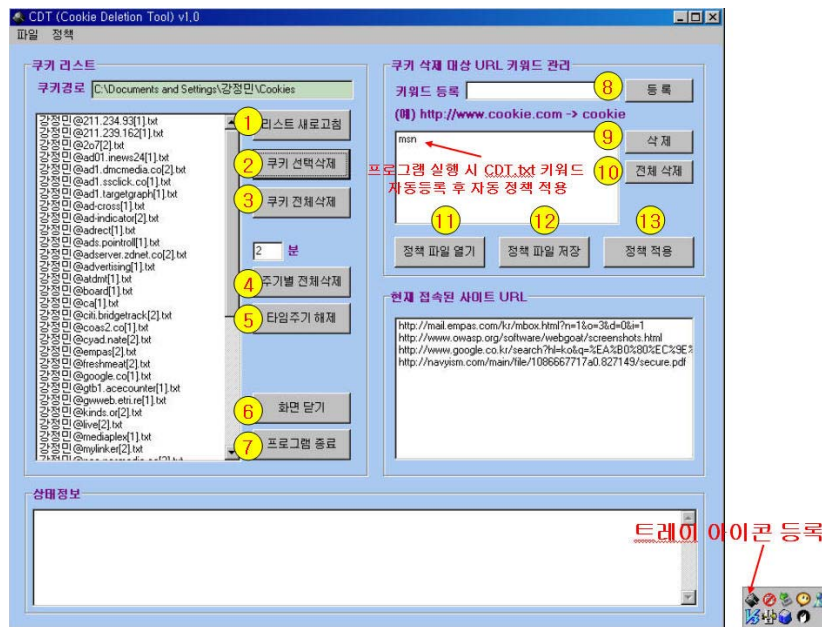 CDT (Cookie Deletion Tool) v1.0
파일 정책
쿠키 리스트
쿠키경로 C:\Documents and Settings\강정민\Cookies
강정민@211.234.93[1].txt
강정민@211.239.162[1].txt
강정민@2o7[2].txt
강정민@ad01.inews24[1].txt
강정민@ad1.dmcmedia.co[2].txt
강정민@ad1.ssclick.co[1].txt
강정민@ad1.targetgraph[1].txt
강정민@ad-cross[1].txt
강정민@ad-indicator[2].txt
강정민@adrect[1].txt
강정민@ads.pointroll[1].txt
강정민@adserver.zdnet.co[2].txt
강정민@advertising[1].txt
강정민@atdmt[1].txt
강정민@board[1].txt
강정민@ca[1].txt
강정민@citi.bridgetrack[2].txt
강정민@coas2.co[1].txt
강정민@cyad.nate[2].txt
강정민@empas[2].txt
강정민@freshmeat[2].txt
강정민@google.co[1].txt
강정민@gtb1.acecounter[1].txt
강정민@gwweb.etri.re[1].txt
강정민@kinds.or[2].txt
강정민@live[2].txt
강정민@mediaplex[1].txt
강정민@mylinker[2].txt
1 리스트 새로고침
2 쿠키 선택삭제
3 쿠키 전체삭제
2 분
4 주기별 전체삭제
5 타임주기 해제
6 화면 닫기
7 프로그램 종료
쿠키 삭제 대상 URL 키워드 관리
키워드 등록 8 등록
(예) http://www.cookie.com -> cookie
msn
9 삭제
프로그램 실행 시 CDT.txt 키워드
자동등록 후 자동 정책 적용
10 전체 삭제
11 12 13
정책 파일 열기 정책 파일 저장 정책 적용
현재 접속된 사이트 URL
http://mail.empas.com/kr/mbox.html?n=1&o=3&d=0&i=1
http://www.owasp.org/software/webgoat/screenshots.html
http://www.google.co.kr/search?hl=ko&q=%EA%B0%80%EC%9E%
http://navyism.com/main/file/1086667717a0.827149/secure.pdf
상태정보
트레이 아이콘 등록